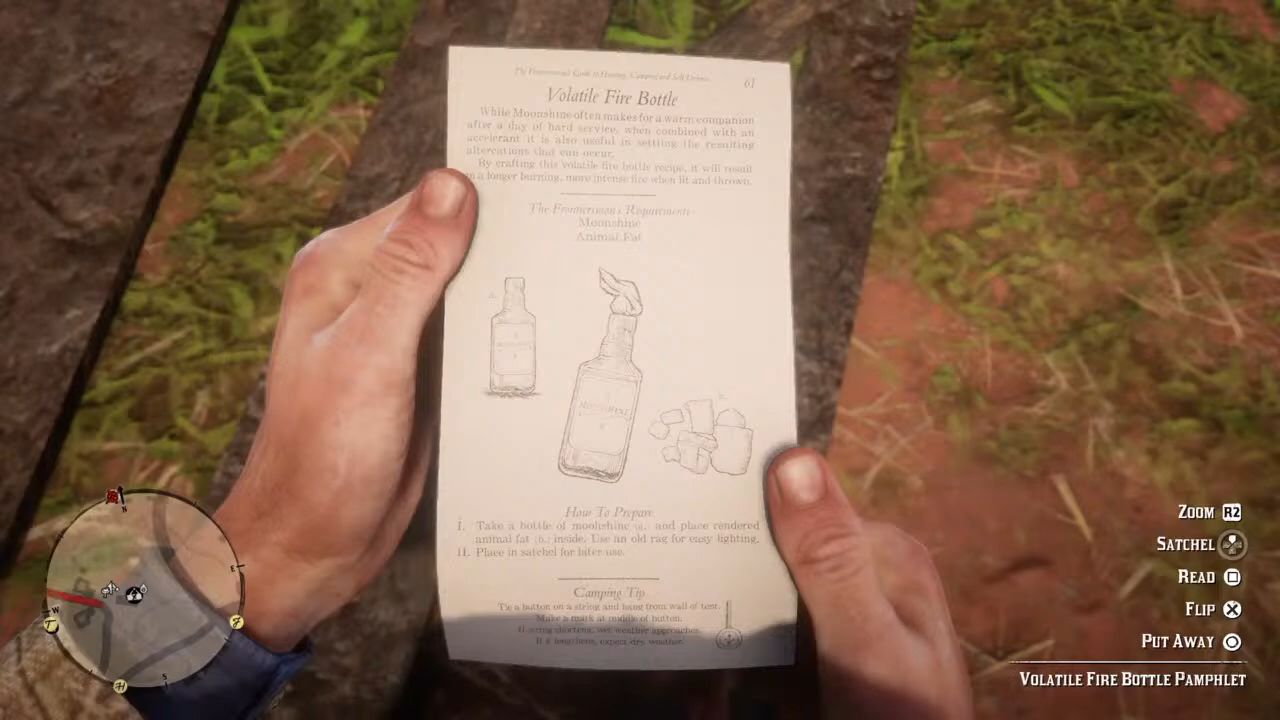 The Frontiersman's Guide to Hunting, Camping and Self Defense
61
Volatile Fire Bottle
While Moonshine often makes for a warm companion
after a day of hard service, when combined with an
accelerant it is also useful in settling the resulting
altercations that can occur.
By crafting this volatile fire bottle recipe, it will result
in a longer burning, more intense fire when lit and thrown.
The Frontiersman's Requirements
Moonshine
Animal Fat
a.
MOONSHINE
MOONSHINE
b.
How To Prepare
I. Take a bottle of moonshine (a.) and place rendered
animal fat (b.) inside. Use an old rag for easy lighting.
II. Place in satchel for later use.
Camping Tip
Tie a button on a string and hang from wall of tent.
Make a mark at middle of button.
If string shortens, wet weather approaches.
If it lengthens, expect dry weather.
N
E
W
S
T
H
ZOOM R2
SATCHEL
READ
FLIP
PUT AWAY
VOLATILE FIRE BOTTLE PAMPHLET